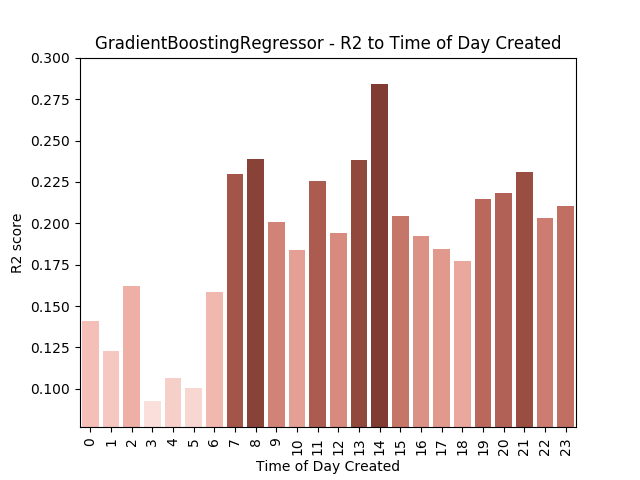 GradientBoostingRegressor - R2 to Time of Day Created
0.300
0.275
0.250
0.225
0.200
0.175
0.150
0.125
0.100
R2 score
0 1 2 3 4 5 6 7 8 9 10 11 12 13 14 15 16 17 18 19 20 21 22 23
Time of Day Created